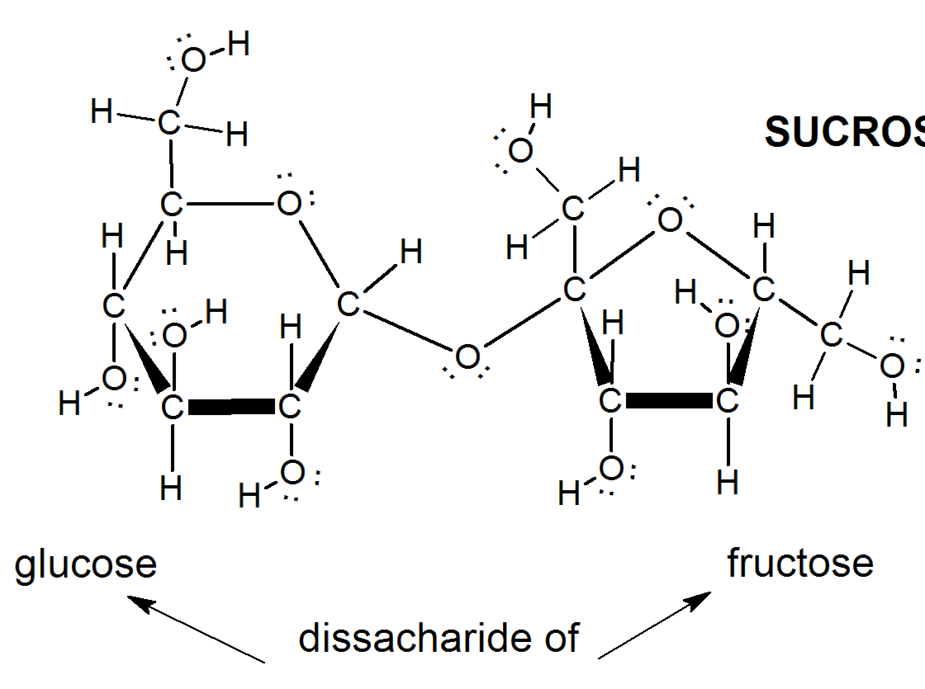 O H
H C H H SUCROS
O
H
C O C O
H H H H H
H
C C C C H
O H H H O C
O O O
H C C C C H H
O O H
H H H
glucose fructose
dissacharide of